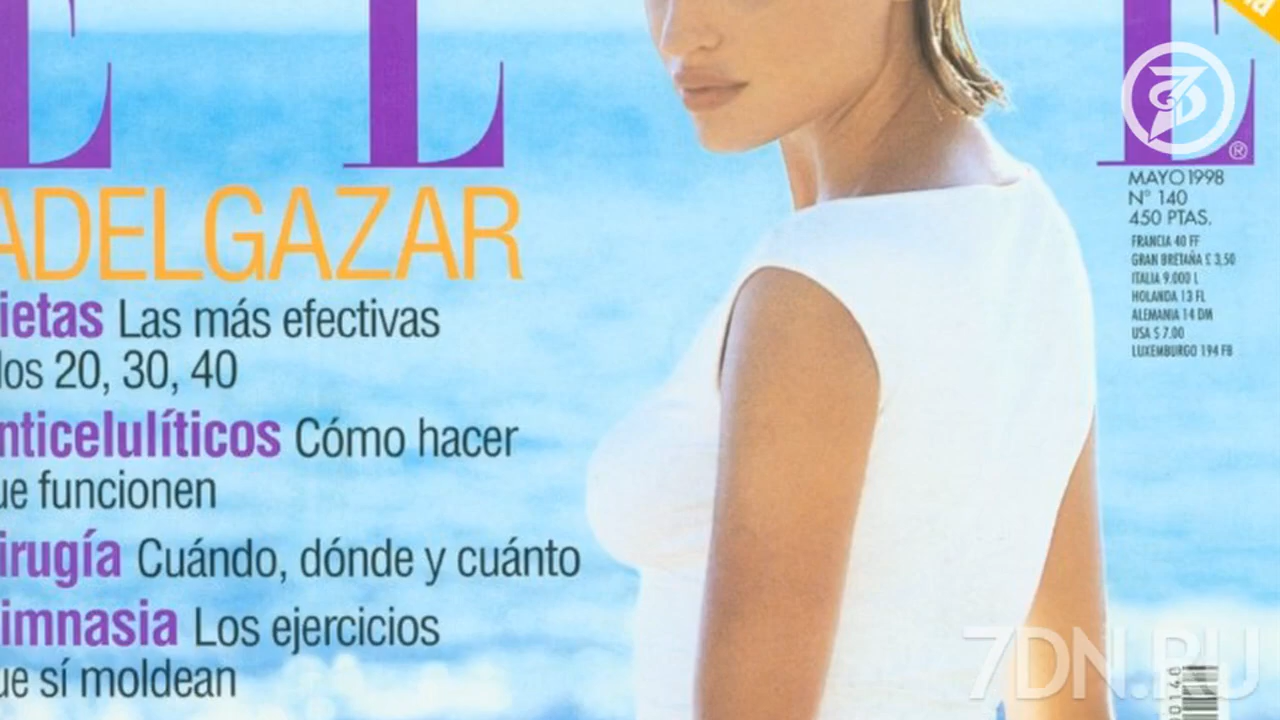 ELLE
®
MAYO 1998
Nº 140
450 PTAS.
FRANCIA 40 FF
GRAN BRETAÑA £ 3,50
ITALIA 9.000 L
HOLANDA 13 FL
ALEMANIA 14 DM
USA $ 7.00
LUXEMBURGO 194 FB
ADELGAZAR
ietas Las más efectivas
los 20, 30, 40
nticelulíticos Cómo hacer
ue funcionen
irugía Cuándo, dónde y cuánto
imnasia Los ejercicios
ue sí moldean
7DN.RU
00140